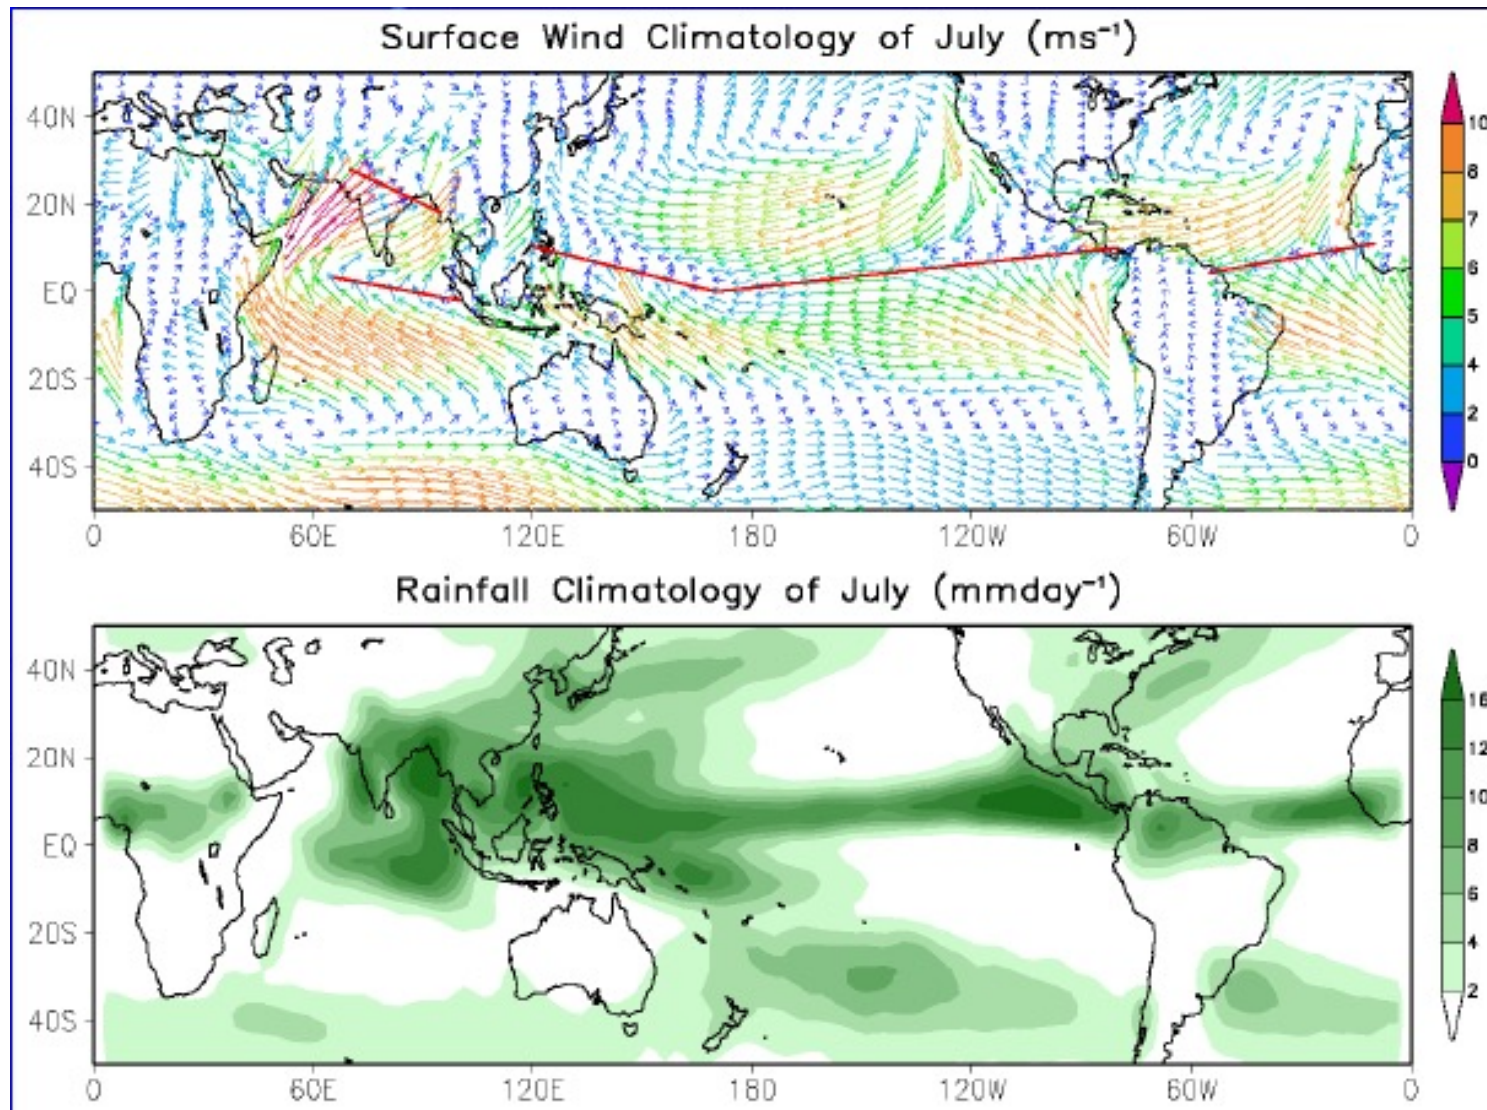 Surface Wind Climatology of July (ms⁻¹)
40N
20N
EQ
20S
40S
0 60E 120E 180 120W 60W 0
10
8
7
6
5
4
2
0
Rainfall Climatology of July (mmday⁻¹)
40N
20N
EQ
20S
40S
0 60E 120E 180 120W 60W 0
16
12
10
8
6
4
2